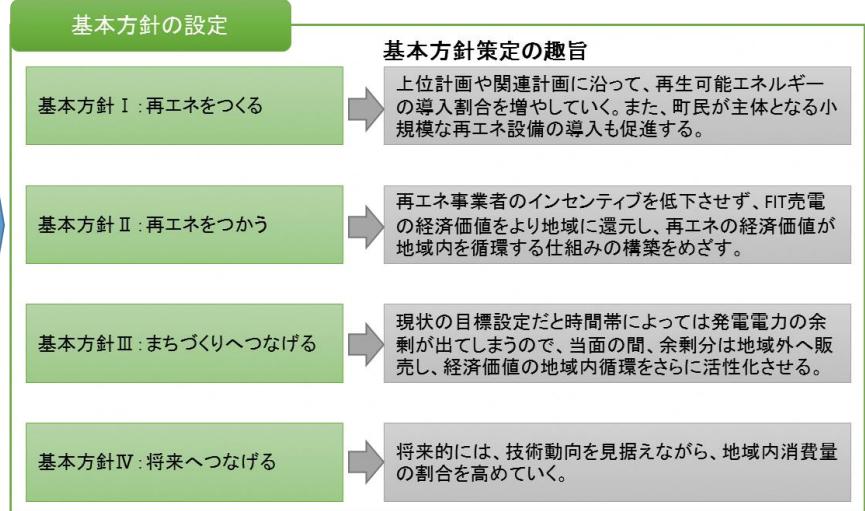 基本方針の設定
基本方針策定の趣旨
基本方針Ⅰ:再エネをつくる
上位計画や関連計画に沿って、再生可能エネルギー
の導入割合を増やしていく。また、町民が主体となる小
規模な再エネ設備の導入も促進する。
基本方針Ⅱ:再エネをつかう
再エネ事業者のインセンティブを低下させず、FIT売電
の経済価値をより地域に還元し、再エネの経済価値が
地域内を循環する仕組みの構築をめざす。
基本方針Ⅲ:まちづくりへつなげる
現状の目標設定だと時間帯によっては発電電力の余
剰が出てしまうので、当面の間、余剰分は地域外へ販
売し、経済価値の地域内循環をさらに活性化させる。
基本方針Ⅳ:将来へつなげる
将来的には、技術動向を見据えながら、地域内消費量
の割合を高めていく。